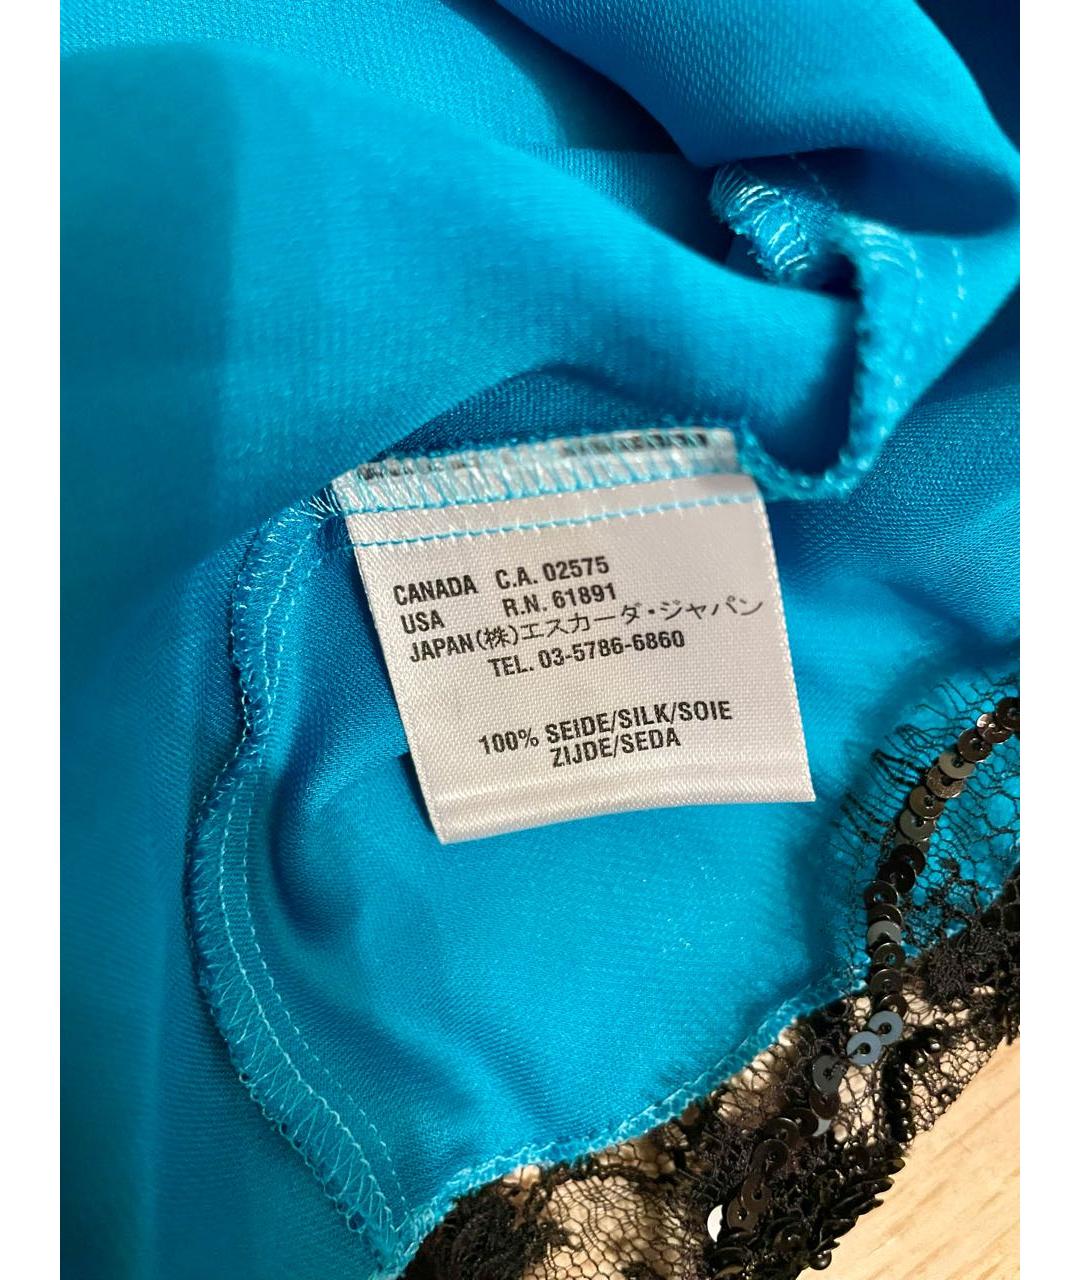 CANADA C.A. 02575
USA R.N. 61891
JAPAN(株)エスカーダ・ジャパン
TEL. 03-5786-6860
100% SEIDE/SILK/SOIE
ZIJDE/SEDA